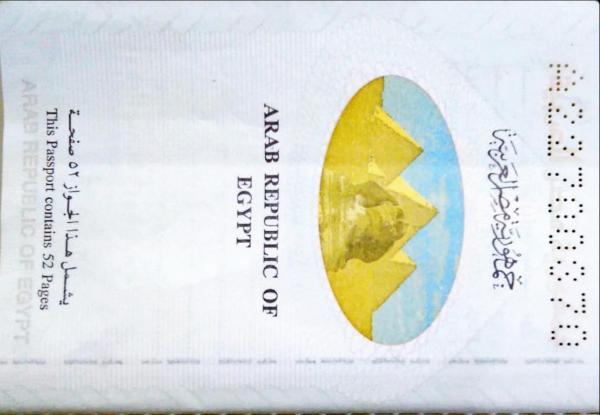 جمهورية مصر العربية
ARAB REPUBLIC OF
EGYPT
يشمل هذا الجواز ٥٢ صفحة
This Passport contains 52 Pages
ARAB REPUBLIC OF EGYPT